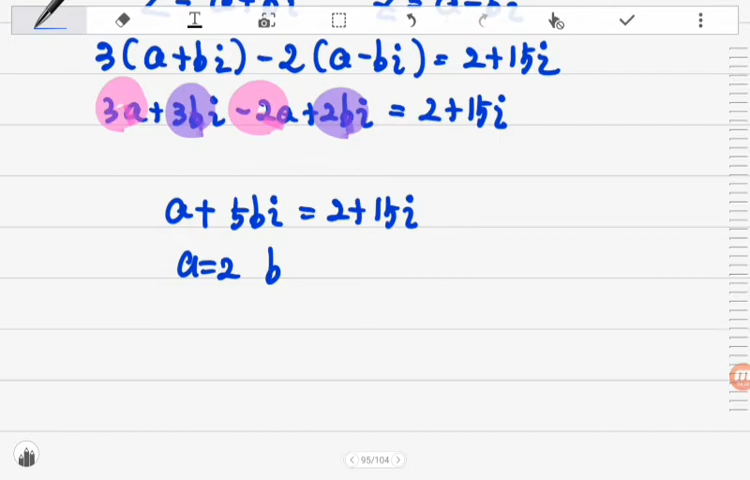 T
3(a+bi)-2(a-bi)=2+15i
3a+3bi-2a+2bi=2+15i
a+5bi=2+15i
a=2 b
< 95/104 >